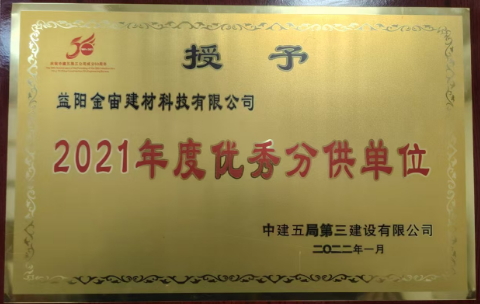 授予
益阳金宙建材科技有限公司
2021年度优秀分供单位
中建五局第三建设有限公司
二〇二二年一月